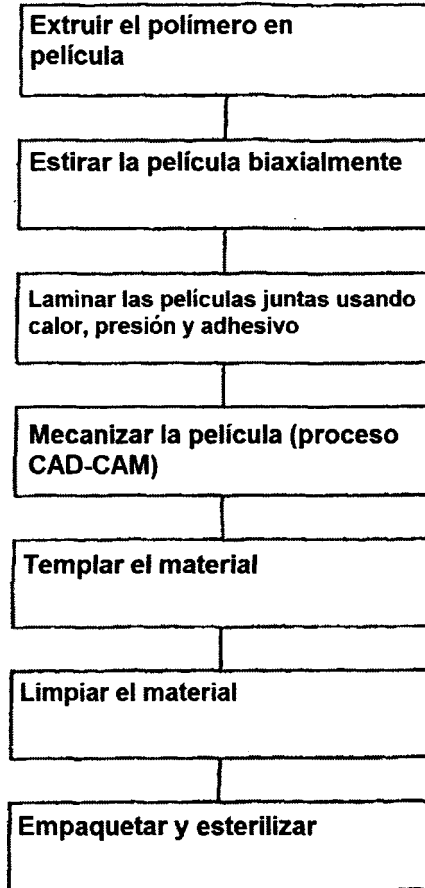 Extruir el polímero en
película
Estirar la película biaxialmente
Laminar las películas juntas usando
calor, presión y adhesivo
Mecanizar la película (proceso
CAD-CAM)
Templar el material
Limpiar el material
Empaquetar y esterilizar